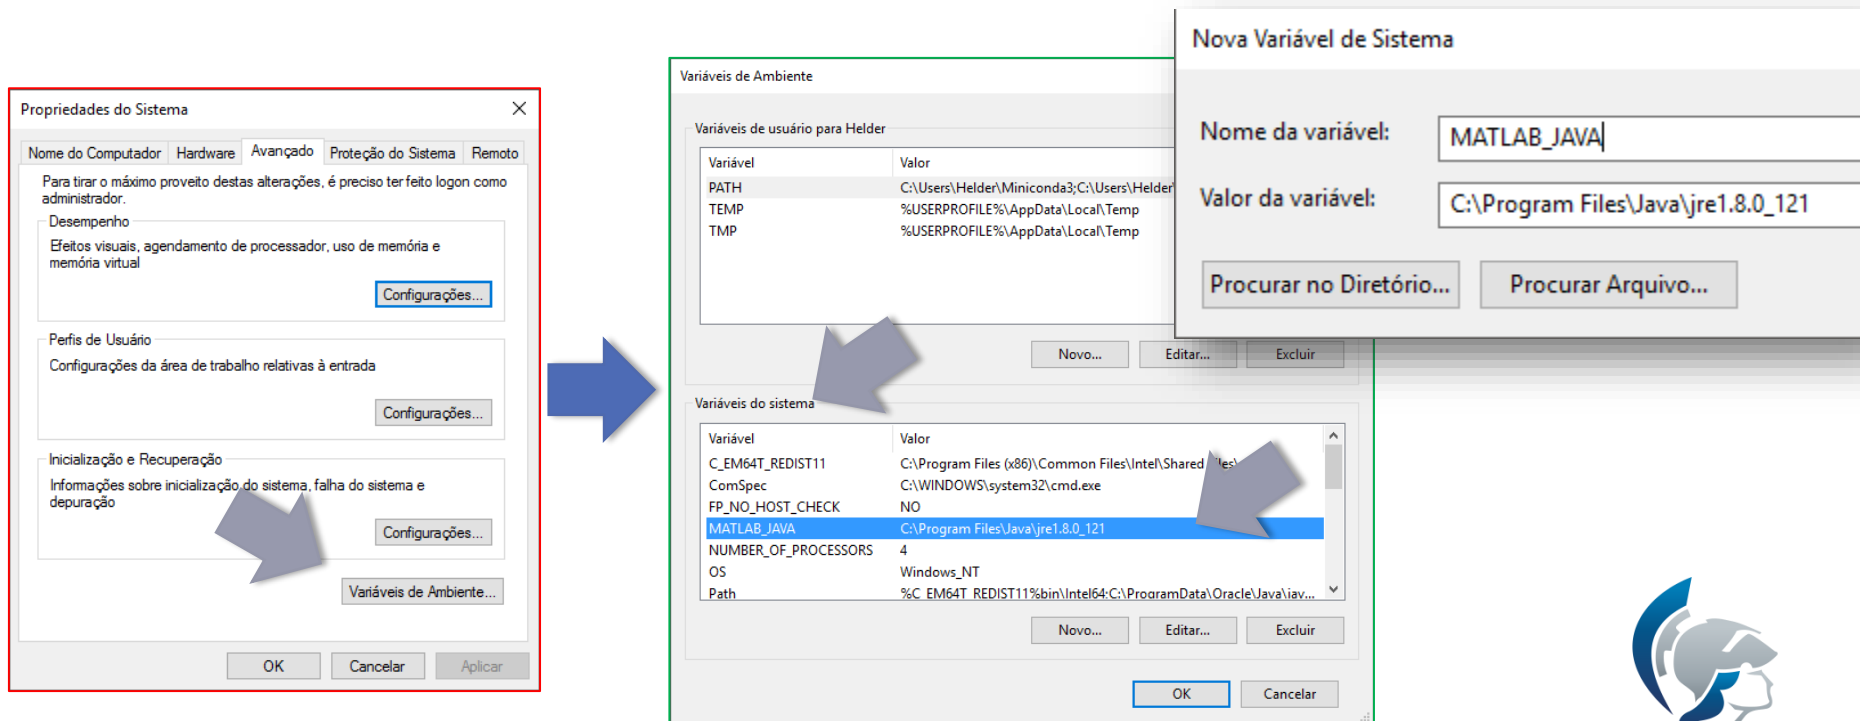 Propriedades do Sistema
Nome do Computador Hardware Avançado Proteção do Sistema Remoto
Para tirar o máximo proveito destas alterações, é preciso ter feito logon como
administrador.
Desempenho
Efeitos visuais, agendamento de processador, uso de memória e
memória virtual
Configurações...
Perfis de Usuário
Configurações da área de trabalho relativas à entrada
Configurações...
Inicialização e Recuperação
Informações sobre inicialização do sistema, falha do sistema e
depuração
Configurações...
Variáveis de Ambiente...
OK Cancelar Aplicar
Variáveis de Ambiente
Variáveis de usuário para Helder
Variável Valor
PATH C:\Users\Helder\Miniconda3;C:\Users\Helder\
TEMP %USERPROFILE%\AppData\Local\Temp
TMP %USERPROFILE%\AppData\Local\Temp
Novo... Editar... Excluir
Variáveis do sistema
Variável Valor
C_EM64T_REDIST11 C:\Program Files (x86)\Common Files\Intel\Shared Files\
ComSpec C:\WINDOWS\system32\cmd.exe
FP_NO_HOST_CHECK NO
MATLAB_JAVA C:\Program Files\Java\jre1.8.0_121
NUMBER_OF_PROCESSORS 4
OS Windows_NT
Path %C_EM64T_REDIST11%bin\Intel64;C:\ProgramData\Oracle\Java\jav...
Novo... Editar... Excluir
OK Cancelar
Nova Variável de Sistema
Nome da variável: MATLAB_JAVA
Valor da variável: C:\Program Files\Java\jre1.8.0_121
Procurar no Diretório... Procurar Arquivo...